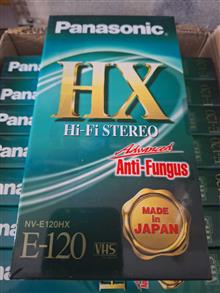 Panasonic
HX
Hi-Fi STEREO
Advanced
Anti-Fungus
MADE in
JAPAN
NV-E120HX
E-120
VHS